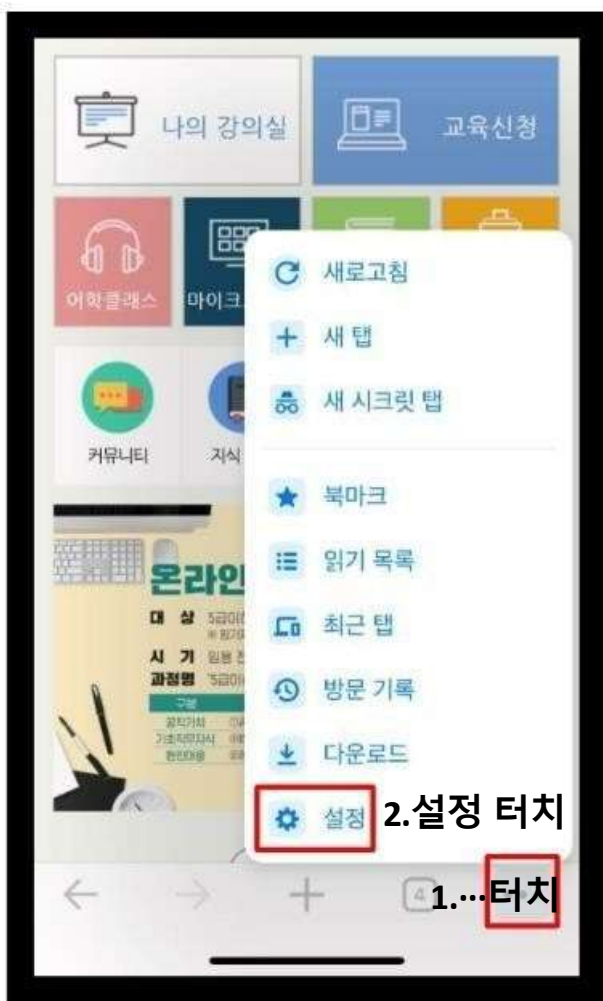 나의 강의실
교육신청
어학클래스
마이크
새로고침
새 탭
새 시크릿 탭
커뮤니티
지식
북마크
읽기 목록
최근 탭
방문 기록
다운로드
설정
2.설정 터치
온라인
대 상
시 기
과정명
구분
4
1.···터치